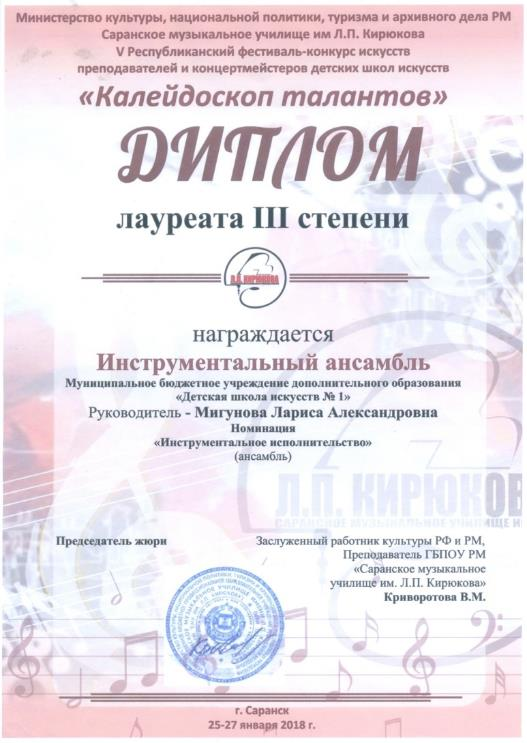 Министерство культуры, национальной политики, туризма и архивного дела РМ
Саранское музыкальное училище им Л.П. Кирюкова
V Республиканский фестиваль-конкурс искусств
преподавателей и концертмейстеров детских школ искусств
«Калейдоскоп талантов»
ДИПЛОМ
лауреата III степени
Л.П. КИРЮКОВА
награждается
Инструментальный ансамбль
Муниципальное бюджетное учреждение дополнительного образования
«Детская школа искусств № 1»
Руководитель - Мигунова Лариса Александровна
Номинация
«Инструментальное исполнительство»
(ансамбль)
Л.П. КИРЮКОВ
САРАНСКОЕ МУЗЫКАЛЬНОЕ УЧИЛИЩЕ И
Председатель жюри
Заслуженный работник культуры РФ и РМ,
Преподаватель ГБПОУ РМ
«Саранское музыкальное
училище им. Л.П. Кирюкова»
Криворотова В.М.
г. Саранск
25-27 января 2018 г.